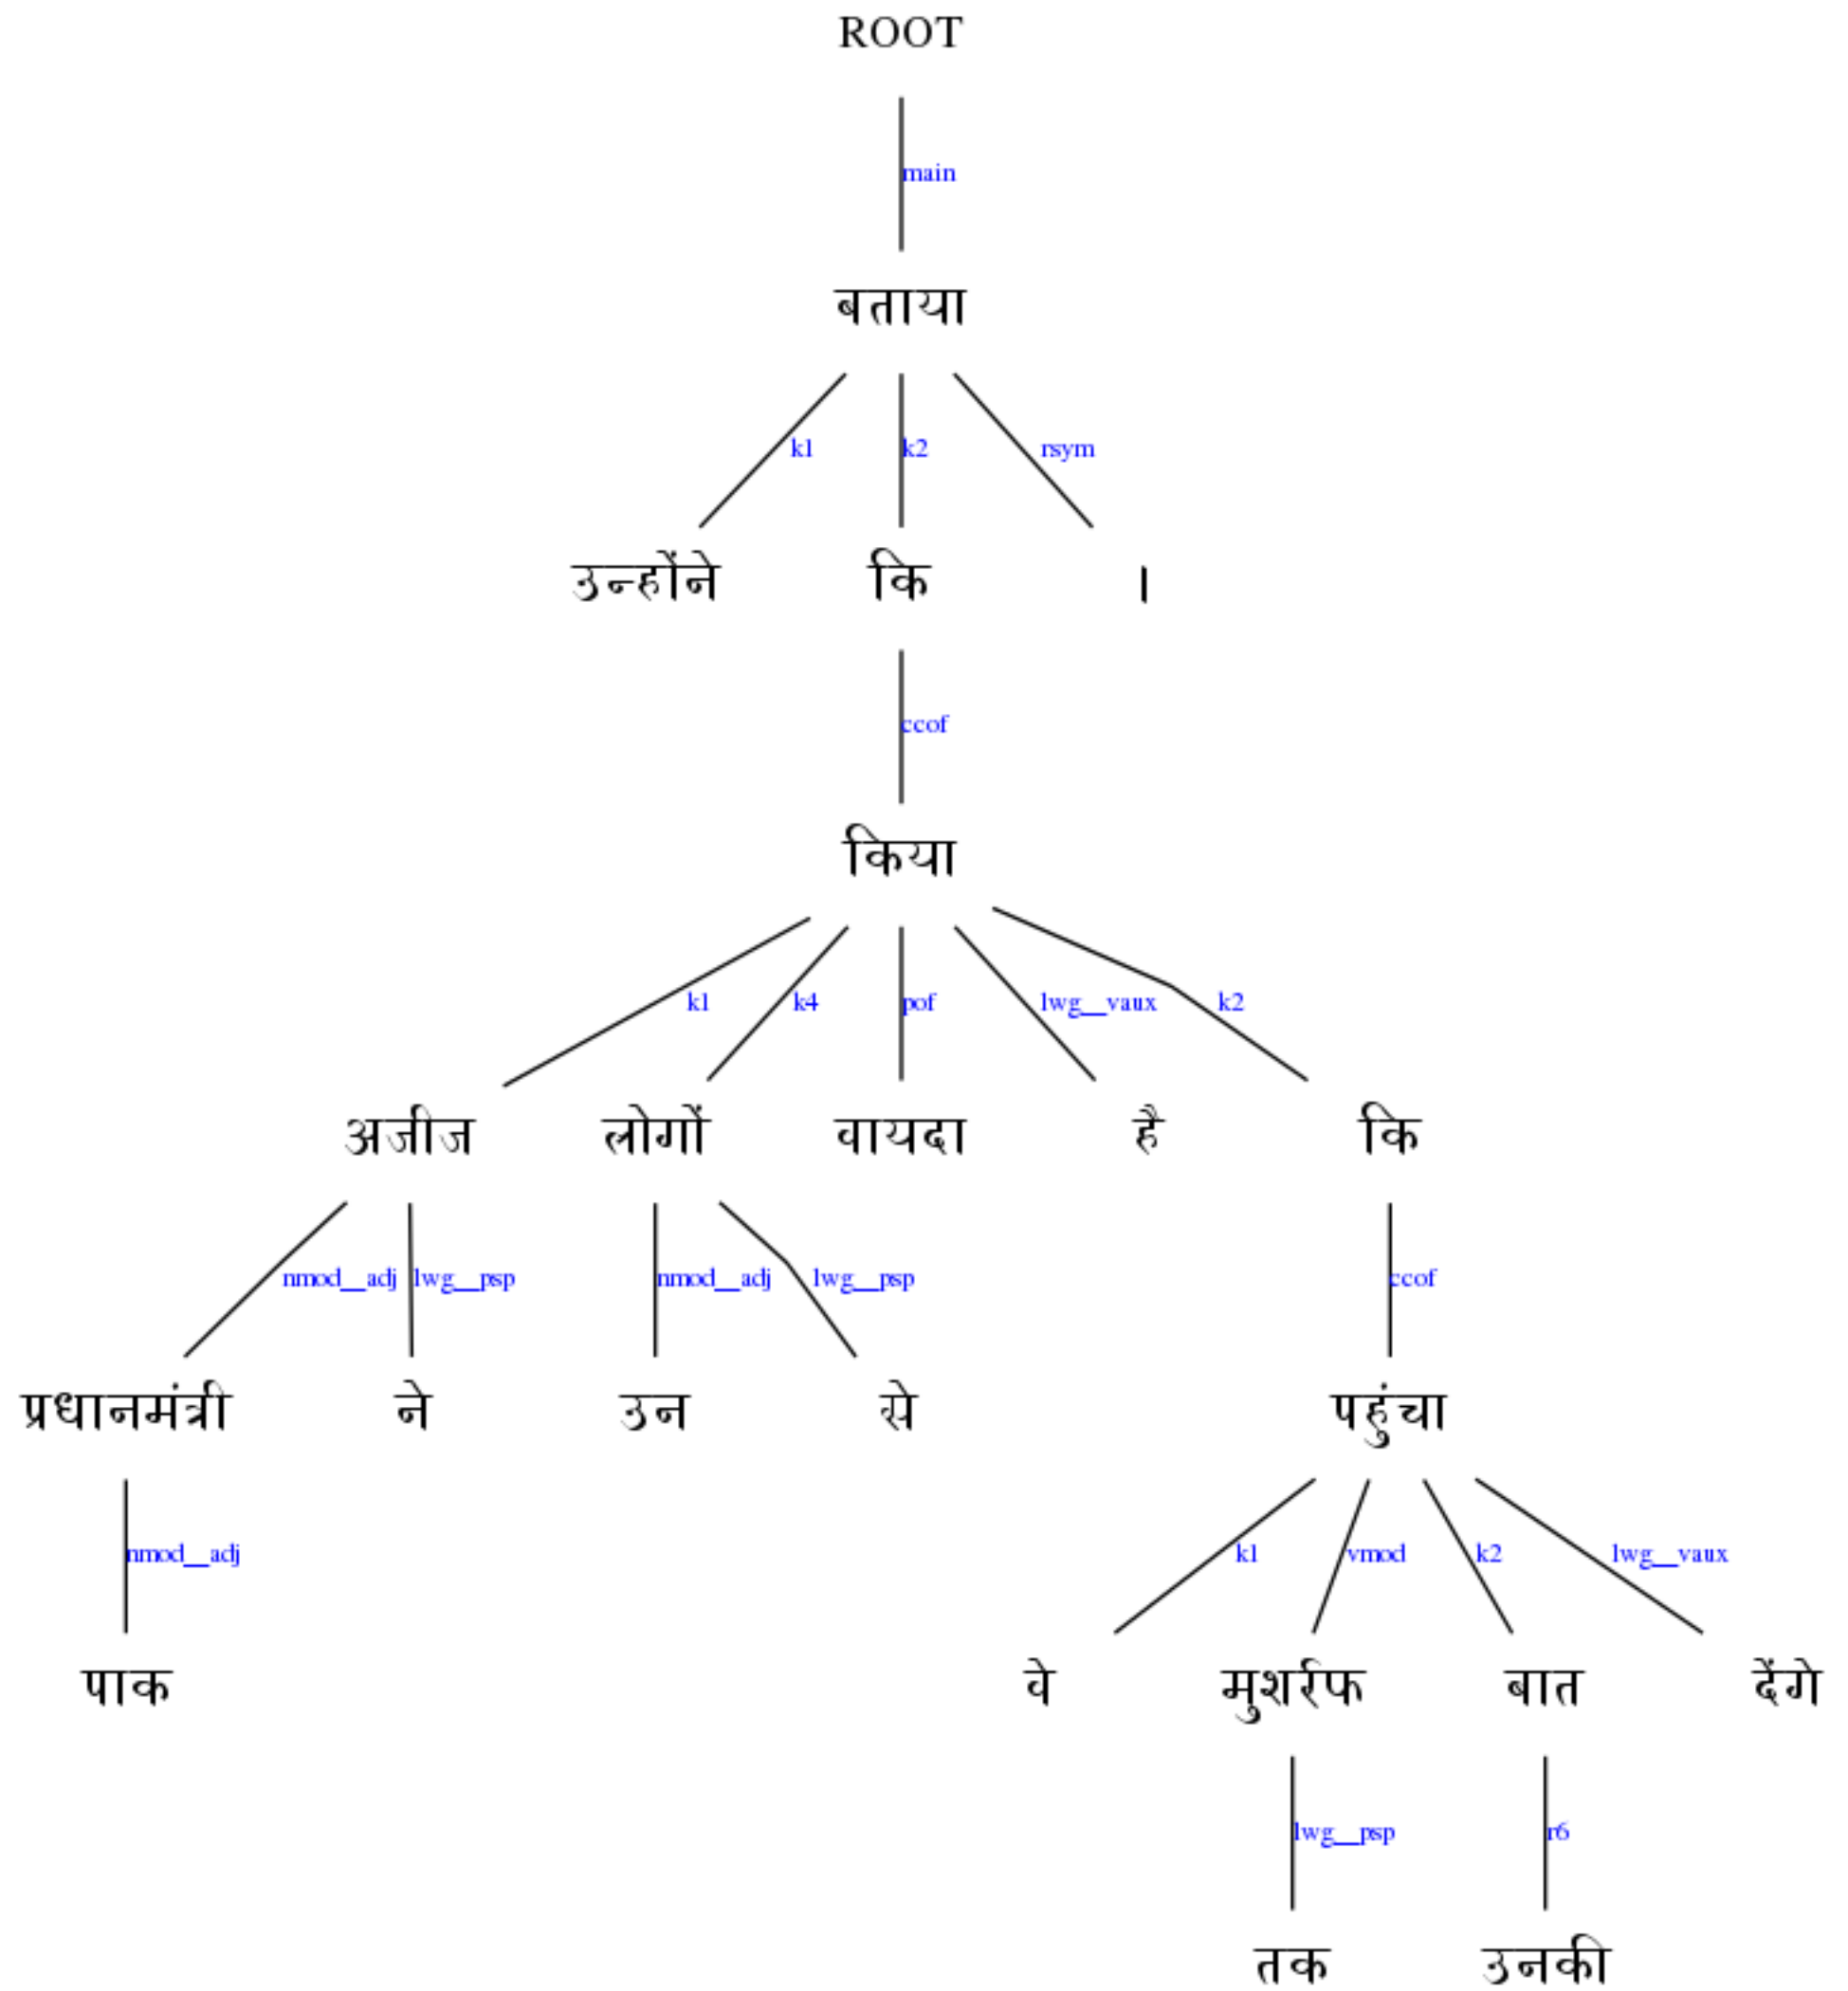 ROOT
main
बताया
k1 k2 rsym
उन्होंने कि ।
ccof
किया
k1 k4 pof lwg__vaux k2
अजीज लोगों वायदा है कि
nmod__adj lwg__psp nmod__adj lwg__psp ccof
प्रधानमंत्री ने उन से पहुंचा
nmod__adj k1 vmod k2 lwg__vaux
पाक वे मुशर्रफ बात देंगे
lwg__psp r6
तक उनकी